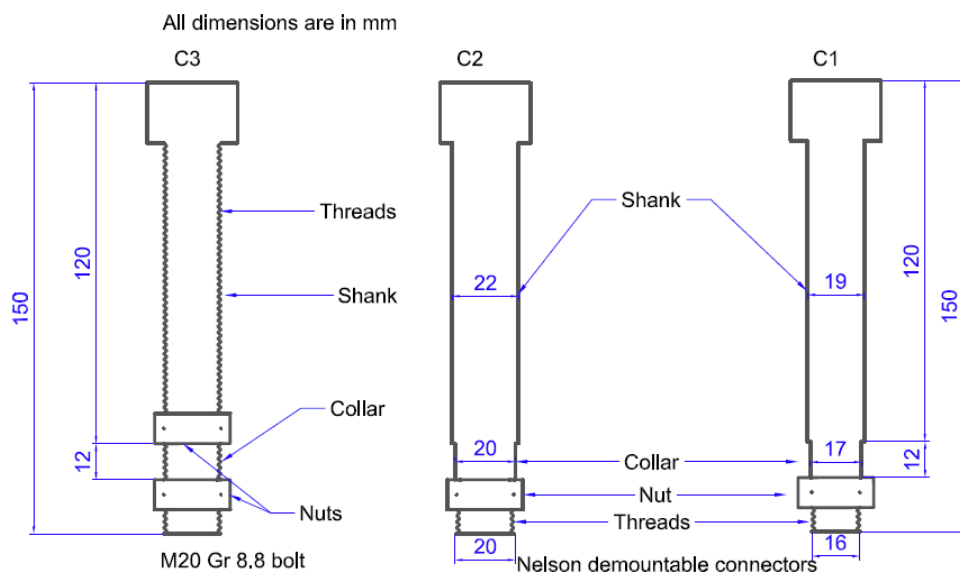 All dimensions are in mm
C3
C2
C1
Threads
Shank
Shank
120
150
22
19
120
150
Collar
12
20
Collar
17
12
Nut
Nuts
Threads
M20 Gr 8.8 bolt
20
Nelson demountable connectors
16